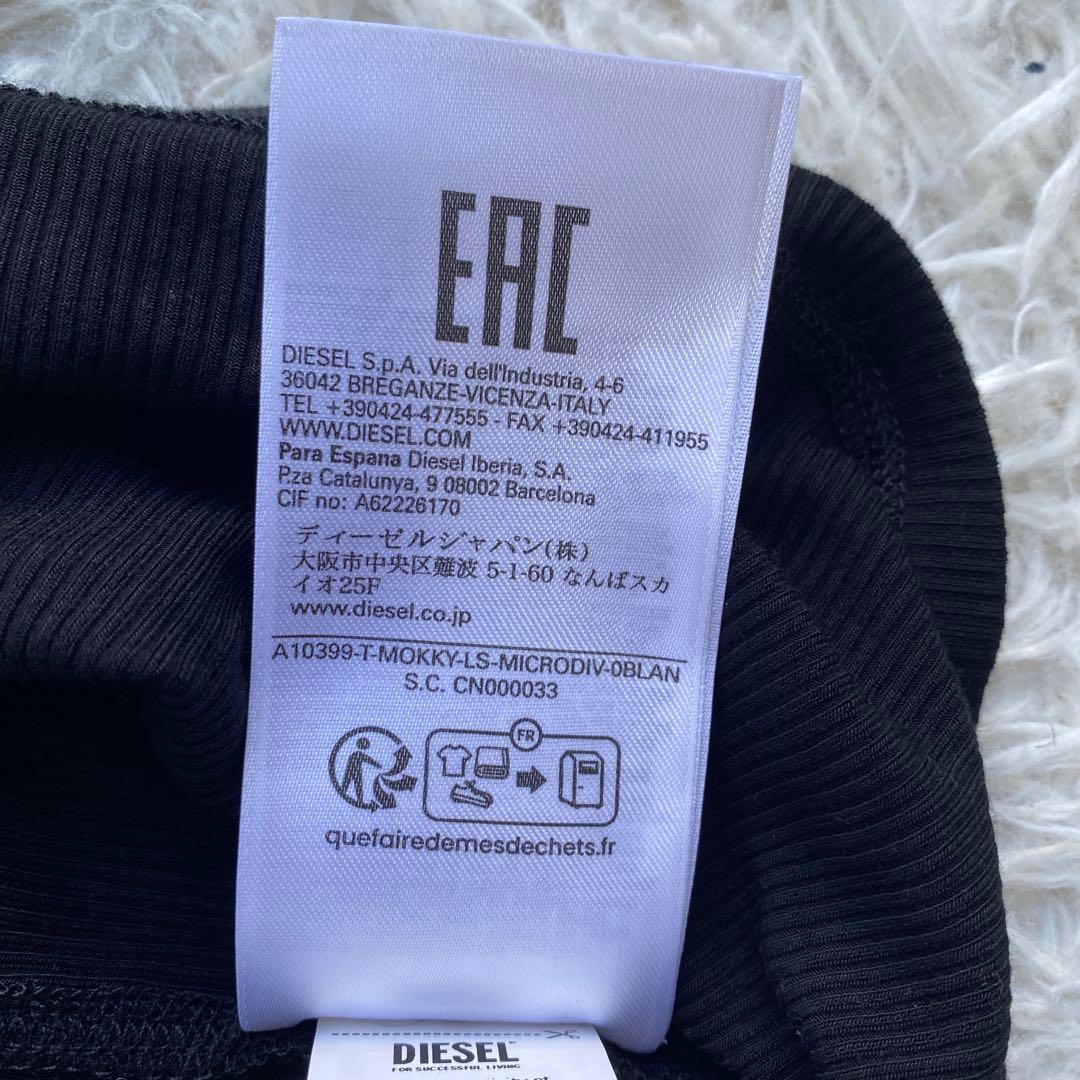 EAC
DIESEL S.p.A. Via dell'Industria, 4-6
36042 BREGANZE-VICENZA-ITALY
TEL +390424-477555 - FAX +390424-411955
WWW.DIESEL.COM
Para Espana Diesel Iberia, S.A.
P.za Catalunya, 9 08002 Barcelona
CIF no: A62226170
ディーゼルジャパン(株)
大阪市中央区難波 5-1-60 なんばスカ
イオ25F
www.diesel.co.jp
A10399-T-MOKKY-LS-MICRODIV-0BLAN
S.C. CN000033
FR
quefairedemesdechets.fr
DIESEL
FOR SUCCESSFUL LIVING